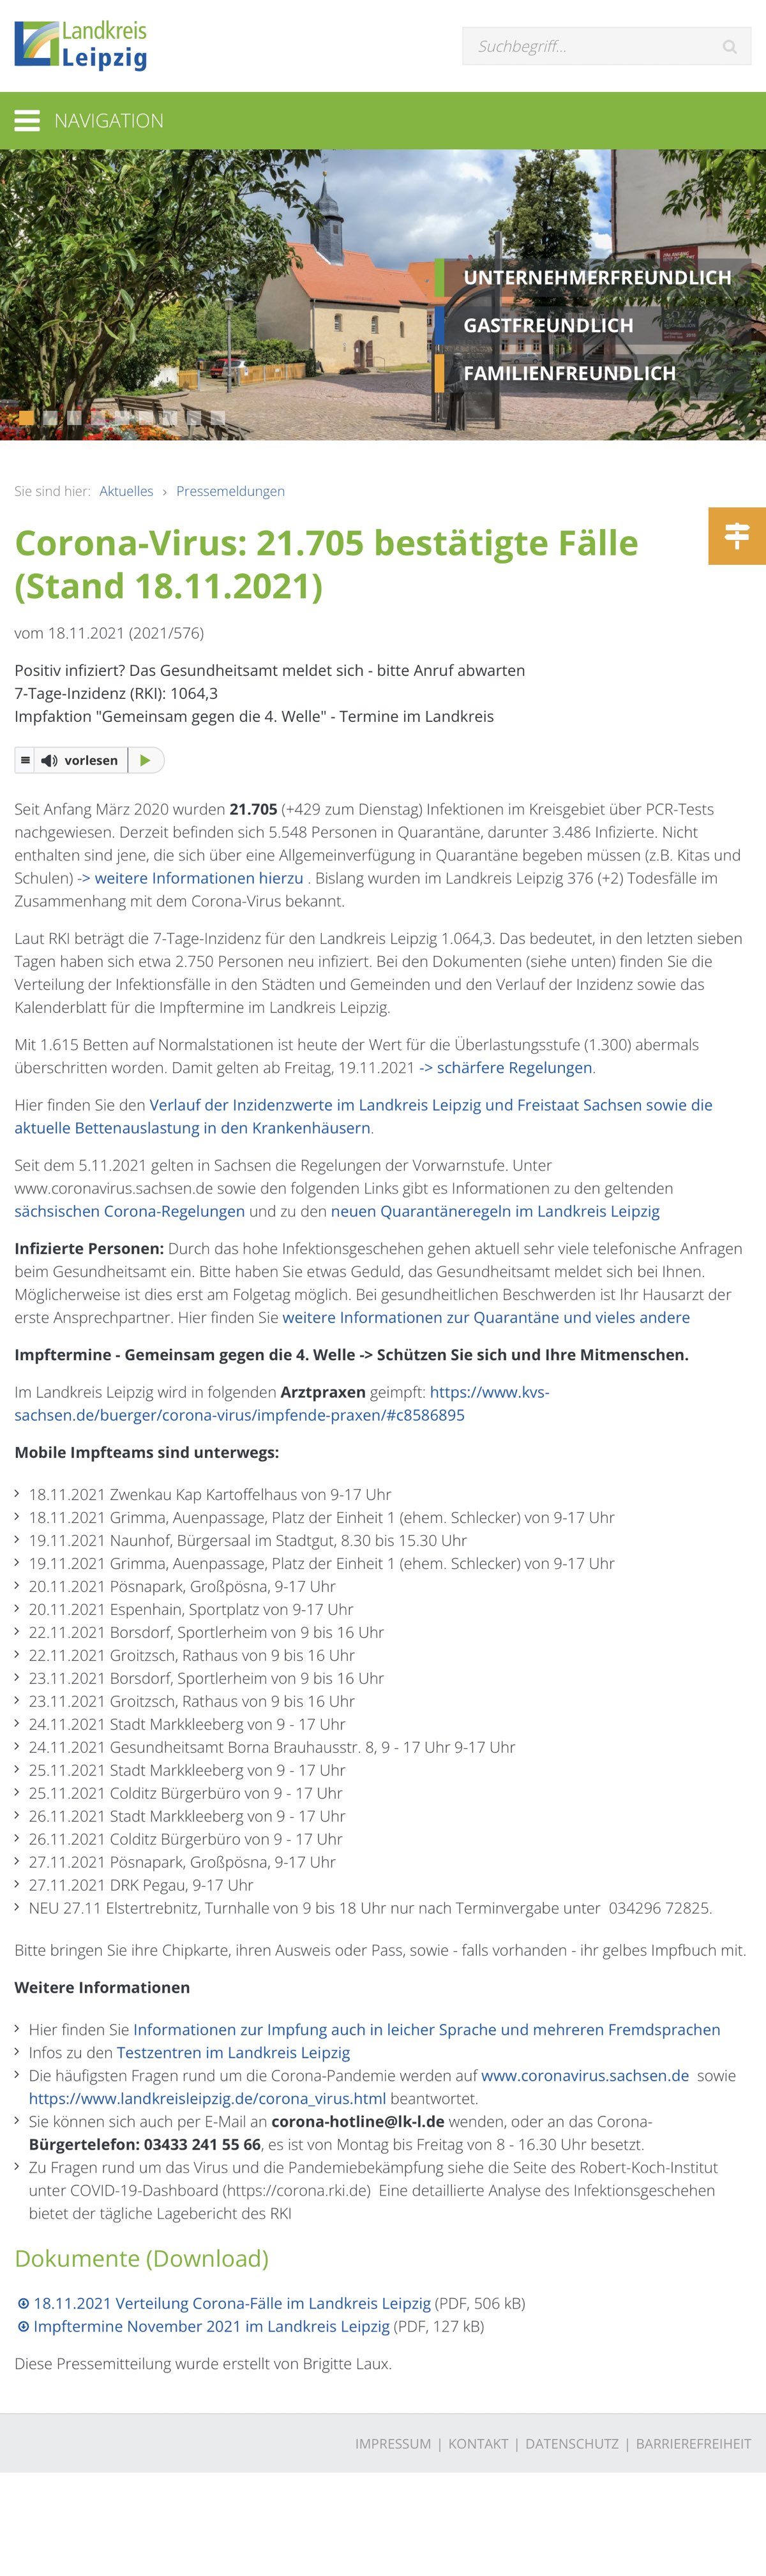 Landkreis
Leipzig
Suchbegriff...
NAVIGATION
UNTERNEHMERFREUNDLICH
GASTFREUNDLICH
FAMILIENFREUNDLICH
Sie sind hier: Aktuelles › Pressemeldungen
Corona-Virus: 21.705 bestätigte Fälle
(Stand 18.11.2021)
vom 18.11.2021 (2021/576)
Positiv infiziert? Das Gesundheitsamt meldet sich - bitte Anruf abwarten
7-Tage-Inzidenz (RKI): 1064,3
Impfaktion "Gemeinsam gegen die 4. Welle" - Termine im Landkreis
vorlesen
Seit Anfang März 2020 wurden 21.705 (+429 zum Dienstag) Infektionen im Kreisgebiet über PCR-Tests
nachgewiesen. Derzeit befinden sich 5.548 Personen in Quarantäne, darunter 3.486 Infizierte. Nicht
enthalten sind jene, die sich über eine Allgemeinverfügung in Quarantäne begeben müssen (z.B. Kitas und
Schulen) -> weitere Informationen hierzu . Bislang wurden im Landkreis Leipzig 376 (+2) Todesfälle im
Zusammenhang mit dem Corona-Virus bekannt.
Laut RKI beträgt die 7-Tage-Inzidenz für den Landkreis Leipzig 1.064,3. Das bedeutet, in den letzten sieben
Tagen haben sich etwa 2.750 Personen neu infiziert. Bei den Dokumenten (siehe unten) finden Sie die
Verteilung der Infektionsfälle in den Städten und Gemeinden und den Verlauf der Inzidenz sowie das
Kalenderblatt für die Impftermine im Landkreis Leipzig.
Mit 1.615 Betten auf Normalstationen ist heute der Wert für die Überlastungsstufe (1.300) abermals
überschritten worden. Damit gelten ab Freitag, 19.11.2021 -> schärfere Regelungen.
Hier finden Sie den Verlauf der Inzidenzwerte im Landkreis Leipzig und Freistaat Sachsen sowie die
aktuelle Bettenauslastung in den Krankenhäusern.
Seit dem 5.11.2021 gelten in Sachsen die Regelungen der Vorwarnstufe. Unter
www.coronavirus.sachsen.de sowie den folgenden Links gibt es Informationen zu den geltenden
sächsischen Corona-Regelungen und zu den neuen Quarantäneregeln im Landkreis Leipzig
Infizierte Personen: Durch das hohe Infektionsgeschehen gehen aktuell sehr viele telefonische Anfragen
beim Gesundheitsamt ein. Bitte haben Sie etwas Geduld, das Gesundheitsamt meldet sich bei Ihnen.
Möglicherweise ist dies erst am Folgetag möglich. Bei gesundheitlichen Beschwerden ist Ihr Hausarzt der
erste Ansprechpartner. Hier finden Sie weitere Informationen zur Quarantäne und vieles andere
Impftermine - Gemeinsam gegen die 4. Welle -> Schützen Sie sich und Ihre Mitmenschen.
Im Landkreis Leipzig wird in folgenden Arztpraxen geimpft: https://www.kvs-
sachsen.de/buerger/corona-virus/impfende-praxen/#c8586895
Mobile Impfteams sind unterwegs:
› 18.11.2021 Zwenkau Kap Kartoffelhaus von 9-17 Uhr
› 18.11.2021 Grimma, Auenpassage, Platz der Einheit 1 (ehem. Schlecker) von 9-17 Uhr
› 19.11.2021 Naunhof, Bürgersaal im Stadtgut, 8.30 bis 15.30 Uhr
› 19.11.2021 Grimma, Auenpassage, Platz der Einheit 1 (ehem. Schlecker) von 9-17 Uhr
› 20.11.2021 Pösnapark, Großpösna, 9-17 Uhr
› 20.11.2021 Espenhain, Sportplatz von 9-17 Uhr
› 22.11.2021 Borsdorf, Sportlerheim von 9 bis 16 Uhr
› 22.11.2021 Groitzsch, Rathaus von 9 bis 16 Uhr
› 23.11.2021 Borsdorf, Sportlerheim von 9 bis 16 Uhr
› 23.11.2021 Groitzsch, Rathaus von 9 bis 16 Uhr
› 24.11.2021 Stadt Markkleeberg von 9 - 17 Uhr
› 24.11.2021 Gesundheitsamt Borna Brauhausstr. 8, 9 - 17 Uhr 9-17 Uhr
› 25.11.2021 Stadt Markkleeberg von 9 - 17 Uhr
› 25.11.2021 Colditz Bürgerbüro von 9 - 17 Uhr
› 26.11.2021 Stadt Markkleeberg von 9 - 17 Uhr
› 26.11.2021 Colditz Bürgerbüro von 9 - 17 Uhr
› 27.11.2021 Pösnapark, Großpösna, 9-17 Uhr
› 27.11.2021 DRK Pegau, 9-17 Uhr
› NEU 27.11 Elstertrebnitz, Turnhalle von 9 bis 18 Uhr nur nach Terminvergabe unter 034296 72825.
Bitte bringen Sie ihre Chipkarte, ihren Ausweis oder Pass, sowie - falls vorhanden - ihr gelbes Impfbuch mit.
Weitere Informationen
› Hier finden Sie Informationen zur Impfung auch in leicher Sprache und mehreren Fremdsprachen
› Infos zu den Testzentren im Landkreis Leipzig
› Die häufigsten Fragen rund um die Corona-Pandemie werden auf www.coronavirus.sachsen.de sowie
https://www.landkreisleipzig.de/corona_virus.html beantwortet.
› Sie können sich auch per E-Mail an corona-hotline@lk-l.de wenden, oder an das Corona-
Bürgertelefon: 03433 241 55 66, es ist von Montag bis Freitag von 8 - 16.30 Uhr besetzt.
› Zu Fragen rund um das Virus und die Pandemiebekämpfung siehe die Seite des Robert-Koch-Institut
unter COVID-19-Dashboard (https://corona.rki.de) Eine detaillierte Analyse des Infektionsgeschehen
bietet der tägliche Lagebericht des RKI
Dokumente (Download)
18.11.2021 Verteilung Corona-Fälle im Landkreis Leipzig (PDF, 506 kB)
Impftermine November 2021 im Landkreis Leipzig (PDF, 127 kB)
Diese Pressemitteilung wurde erstellt von Brigitte Laux.
IMPRESSUM | KONTAKT | DATENSCHUTZ | BARRIEREFREIHEIT